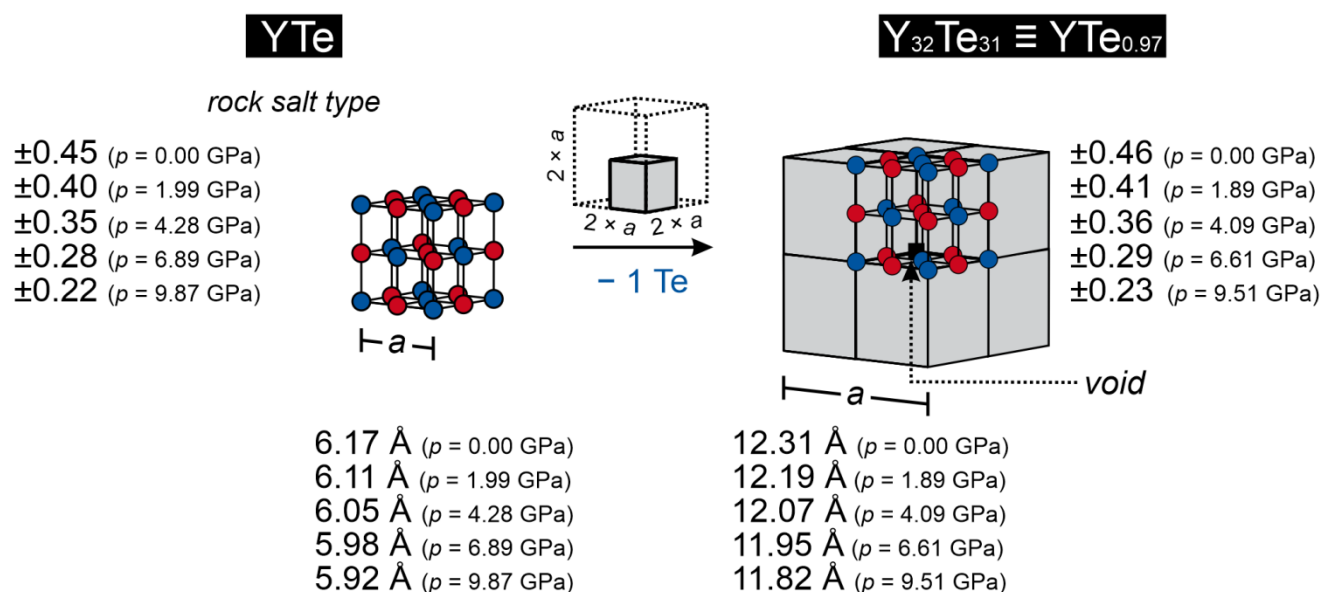 YTe
Y₃₂Te₃₁ ≡ YTe₀.₉₇
rock salt type
±0.45 (p = 0.00 GPa)
±0.40 (p = 1.99 GPa)
±0.35 (p = 4.28 GPa)
±0.28 (p = 6.89 GPa)
±0.22 (p = 9.87 GPa)
a
2 × a
2 × a
2 × a
− 1 Te
±0.46 (p = 0.00 GPa)
±0.41 (p = 1.89 GPa)
±0.36 (p = 4.09 GPa)
±0.29 (p = 6.61 GPa)
±0.23 (p = 9.51 GPa)
void
a
6.17 Å (p = 0.00 GPa)
6.11 Å (p = 1.99 GPa)
6.05 Å (p = 4.28 GPa)
5.98 Å (p = 6.89 GPa)
5.92 Å (p = 9.87 GPa)
12.31 Å (p = 0.00 GPa)
12.19 Å (p = 1.89 GPa)
12.07 Å (p = 4.09 GPa)
11.95 Å (p = 6.61 GPa)
11.82 Å (p = 9.51 GPa)